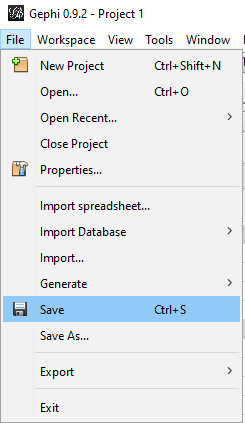 Gephi 0.9.2 - Project 1
File Workspace View Tools Window
New Project Ctrl+Shift+N
Open... Ctrl+O
Open Recent...
Close Project
Properties...
Import spreadsheet...
Import Database
Import...
Generate
Save Ctrl+S
Save As...
Export
Exit